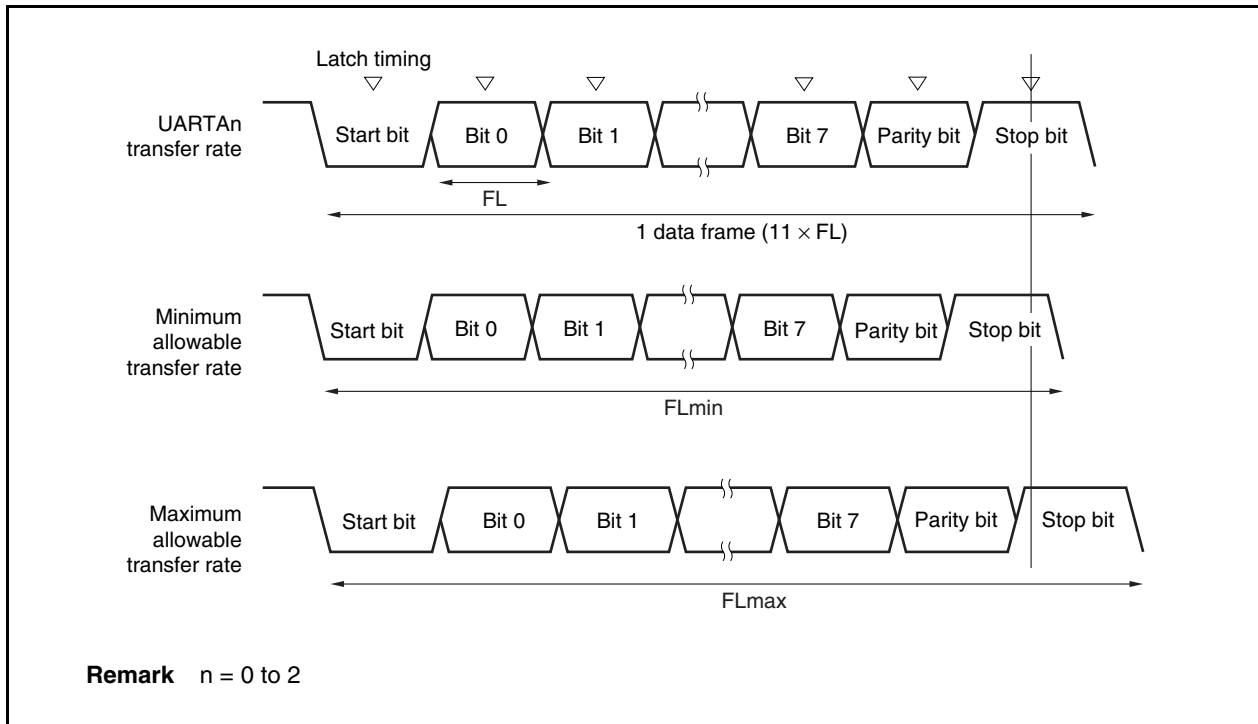 Latch timing
UARTAn
transfer rate
Start bit
Bit 0
Bit 1
Bit 7
Parity bit
Stop bit
FL
1 data frame (11 × FL)
Minimum
allowable
transfer rate
Start bit
Bit 0
Bit 1
Bit 7
Parity bit
Stop bit
FLmin
Maximum
allowable
transfer rate
Start bit
Bit 0
Bit 1
Bit 7
Parity bit
Stop bit
FLmax
Remark n = 0 to 2